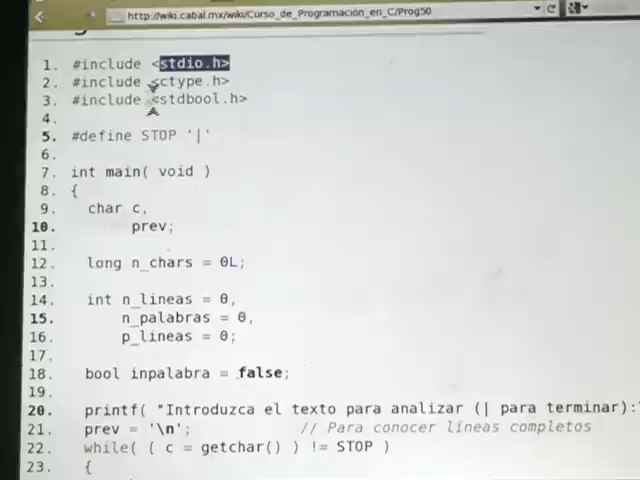 http://wiki.cabal.mx/wiki/Curso_de_Programación_en_C/Prog50
1. #include <stdio.h>
2. #include <ctype.h>
3. #include <stdbool.h>
4.
5. #define STOP '|'
6.
7. int main( void )
8. {
9. char c,
10. prev;
11.
12. long n_chars = 0L;
13.
14. int n_lineas = 0,
15. n_palabras = 0,
16. p_lineas = 0;
17.
18. bool inpalabra = false;
19.
20. printf( "Introduzca el texto para analizar (| para terminar):
21. prev = '\n'; // Para conocer líneas completos
22. while( ( c = getchar() ) != STOP )
23. {